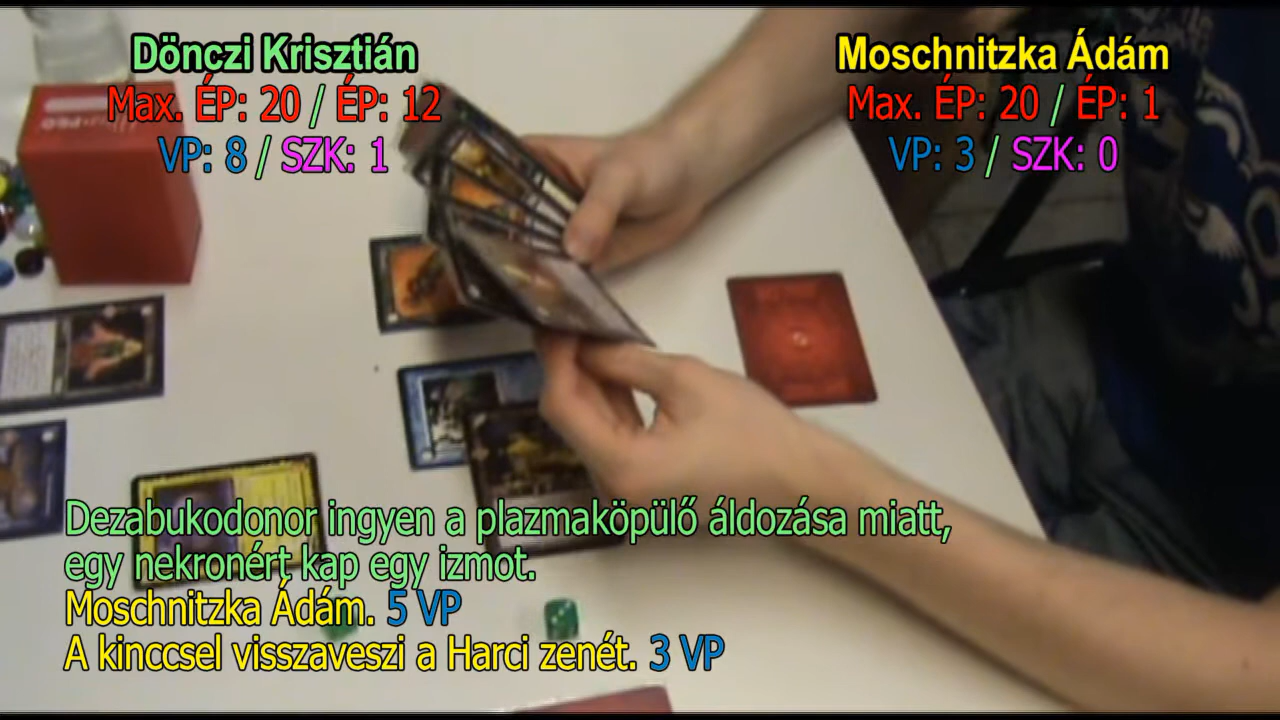 Dönczi Krisztián
Max. ÉP: 20 / ÉP: 12
VP: 8 / SZK: 1
Moschnitzka Ádám
Max. ÉP: 20 / ÉP: 1
VP: 3 / SZK: 0
Dezabukodonor ingyen a plazmaköpülő áldozása miatt,
egy nekronért kap egy izmot.
Moschnitzka Ádám. 5 VP
A kinccsel visszaveszi a Harci zenét. 3 VP